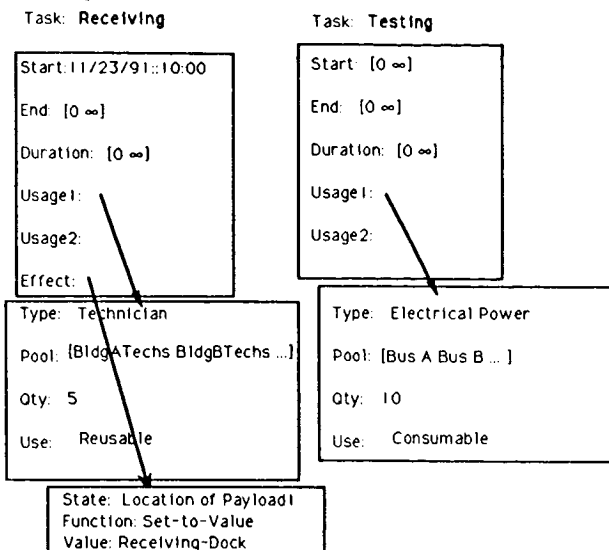 Task: Receiving
Start:11/23/91::10:00
End: [0 ∞]
Duration: [0 ∞]
Usage1:
Usage2:
Effect:
Type: Technician
Pool: [BldgATechs BldgBTechs ...]
Qty: 5
Use: Reusable
State: Location of Payload1
Function: Set-to-Value
Value: Receiving-Dock
Task: Testing
Start: [0 ∞]
End: [0 ∞]
Duration: [0 ∞]
Usage1:
Usage2:
Type: Electrical Power
Pool: [Bus A Bus B ... ]
Qty: 10
Use: Consumable